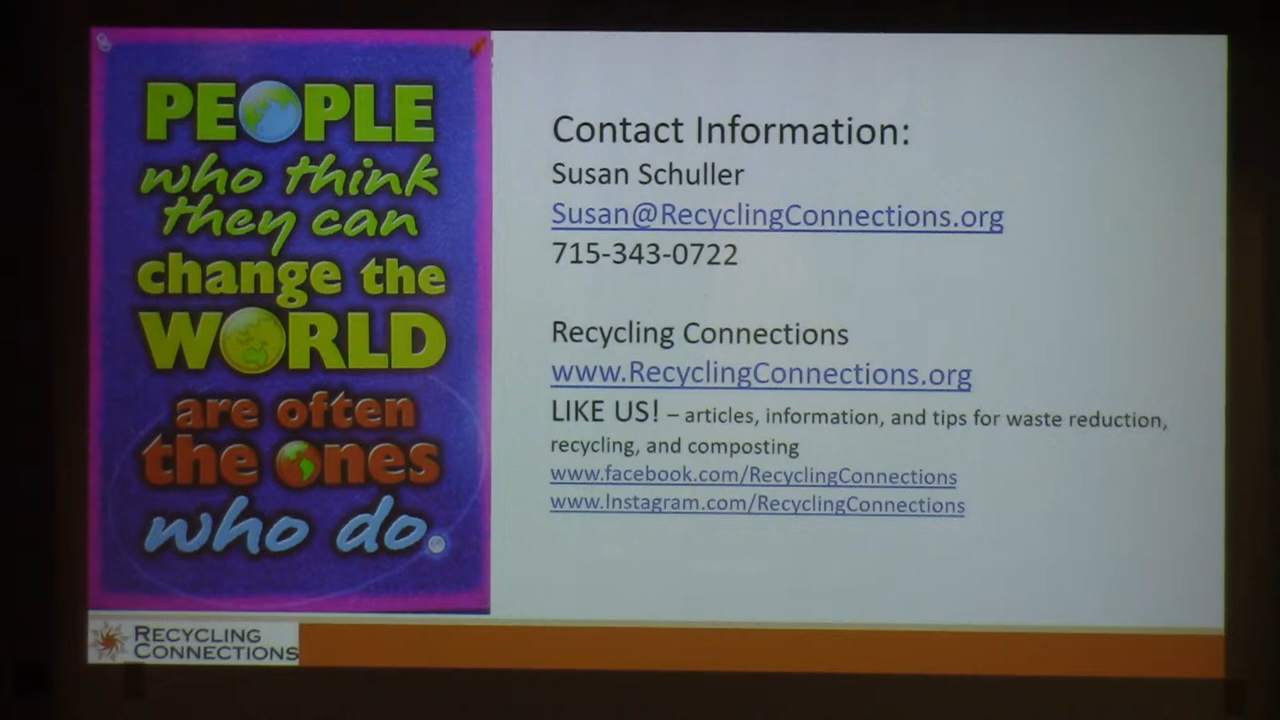 PEOPLE
who think
they can
change the
WORLD
are often
the ones
who do.
Contact Information:
Susan Schuller
Susan@RecyclingConnections.org
715-343-0722
Recycling Connections
www.RecyclingConnections.org
LIKE US! – articles, information, and tips for waste reduction,
recycling, and composting
www.facebook.com/RecyclingConnections
www.Instagram.com/RecyclingConnections
RECYCLING
CONNECTIONS